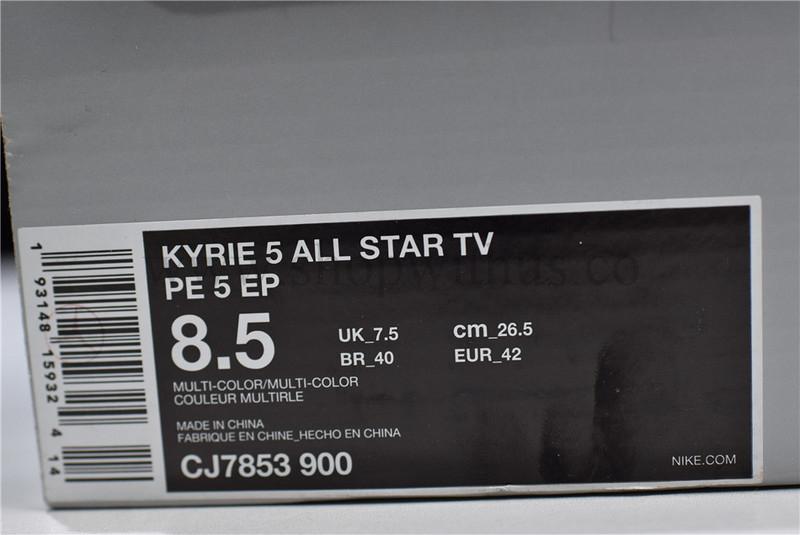 KYRIE 5 ALL STAR TV
PE 5 EP
8.5
UK_7.5 cm_26.5
BR_40 EUR_42
MULTI-COLOR/MULTI-COLOR
COULEUR MULTIRLE
MADE IN CHINA
FABRIQUE EN CHINE_HECHO EN CHINA
CJ7853 900
NIKE.COM
1 93148 15932 4 14